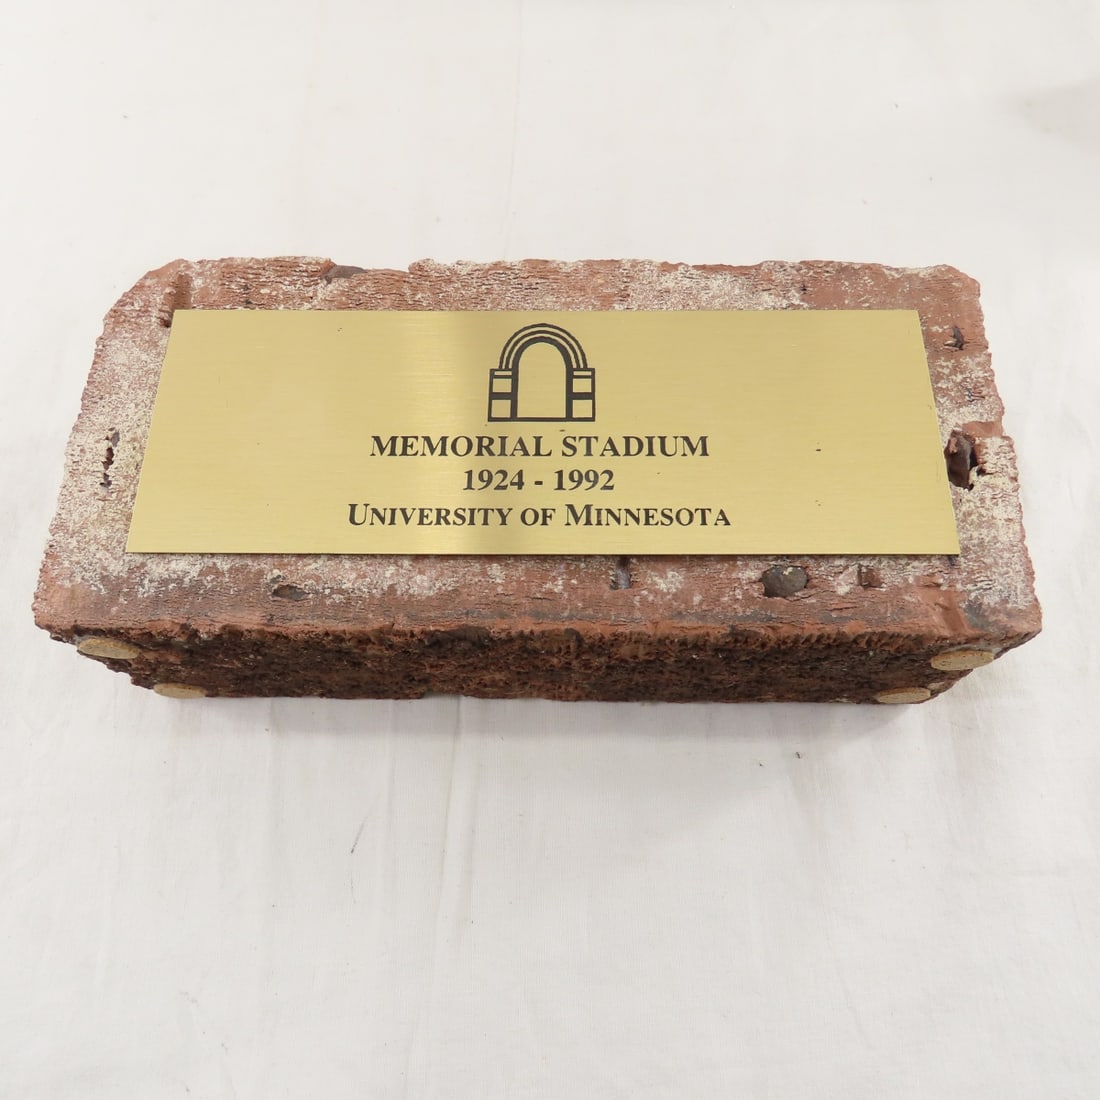 MEMORIAL STADIUM
1924 - 1992
UNIVERSITY OF MINNESOTA